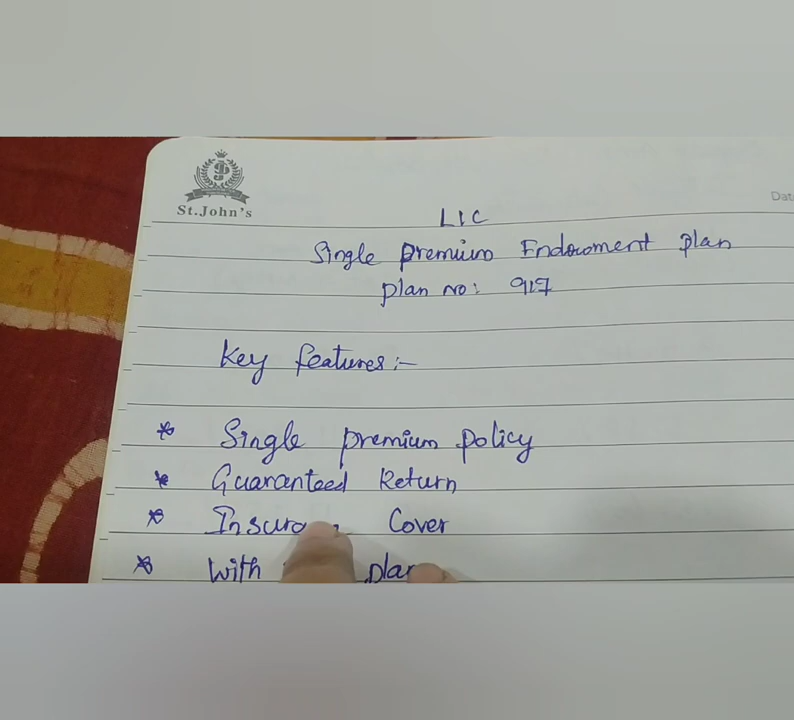 St. John's
Date
LIC
Single premium Endowment plan
plan no: 917
Key features:-
* Single premium policy
* Guaranteed Return
* Cover
* With plan